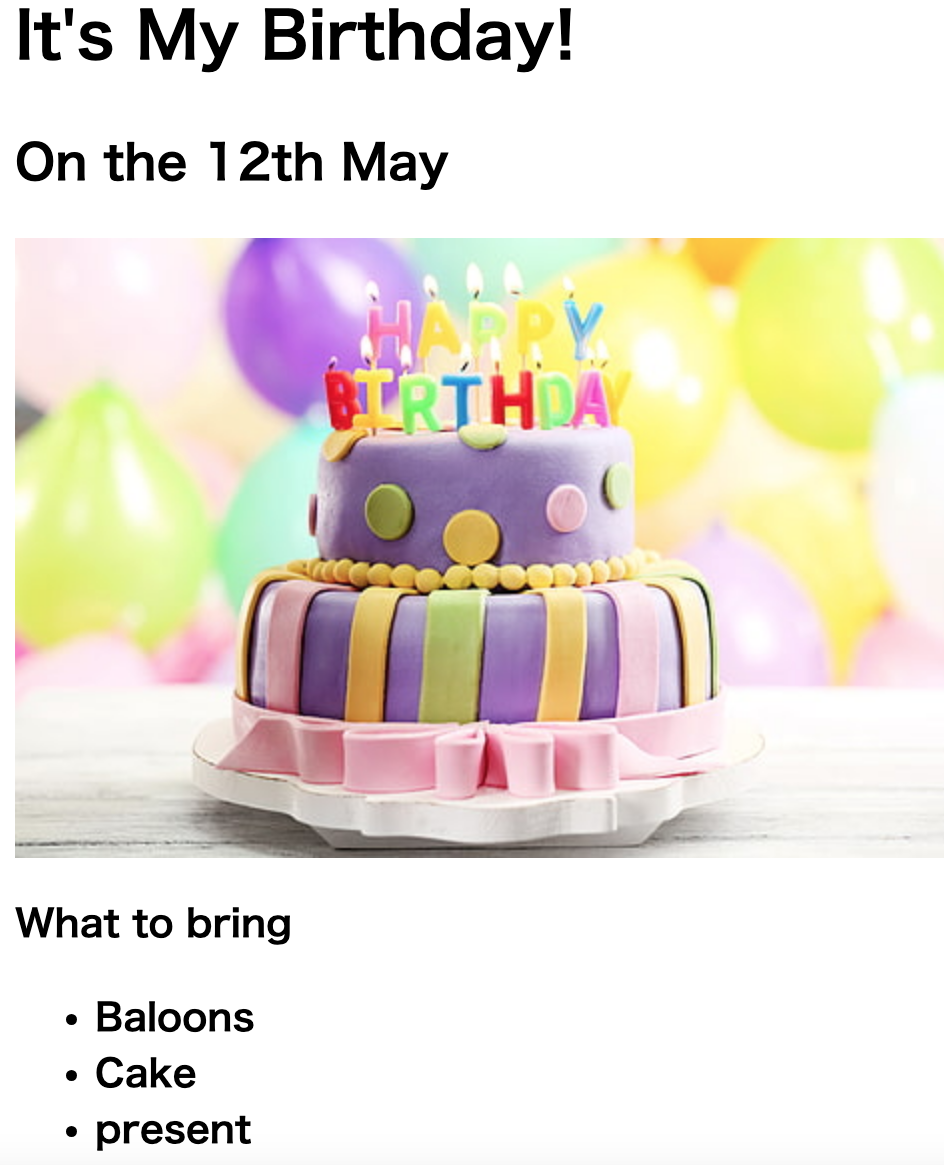 It's My Birthday!
On the 12th May
HAPPY
BIRTHDAY
What to bring
Baloons
Cake
present